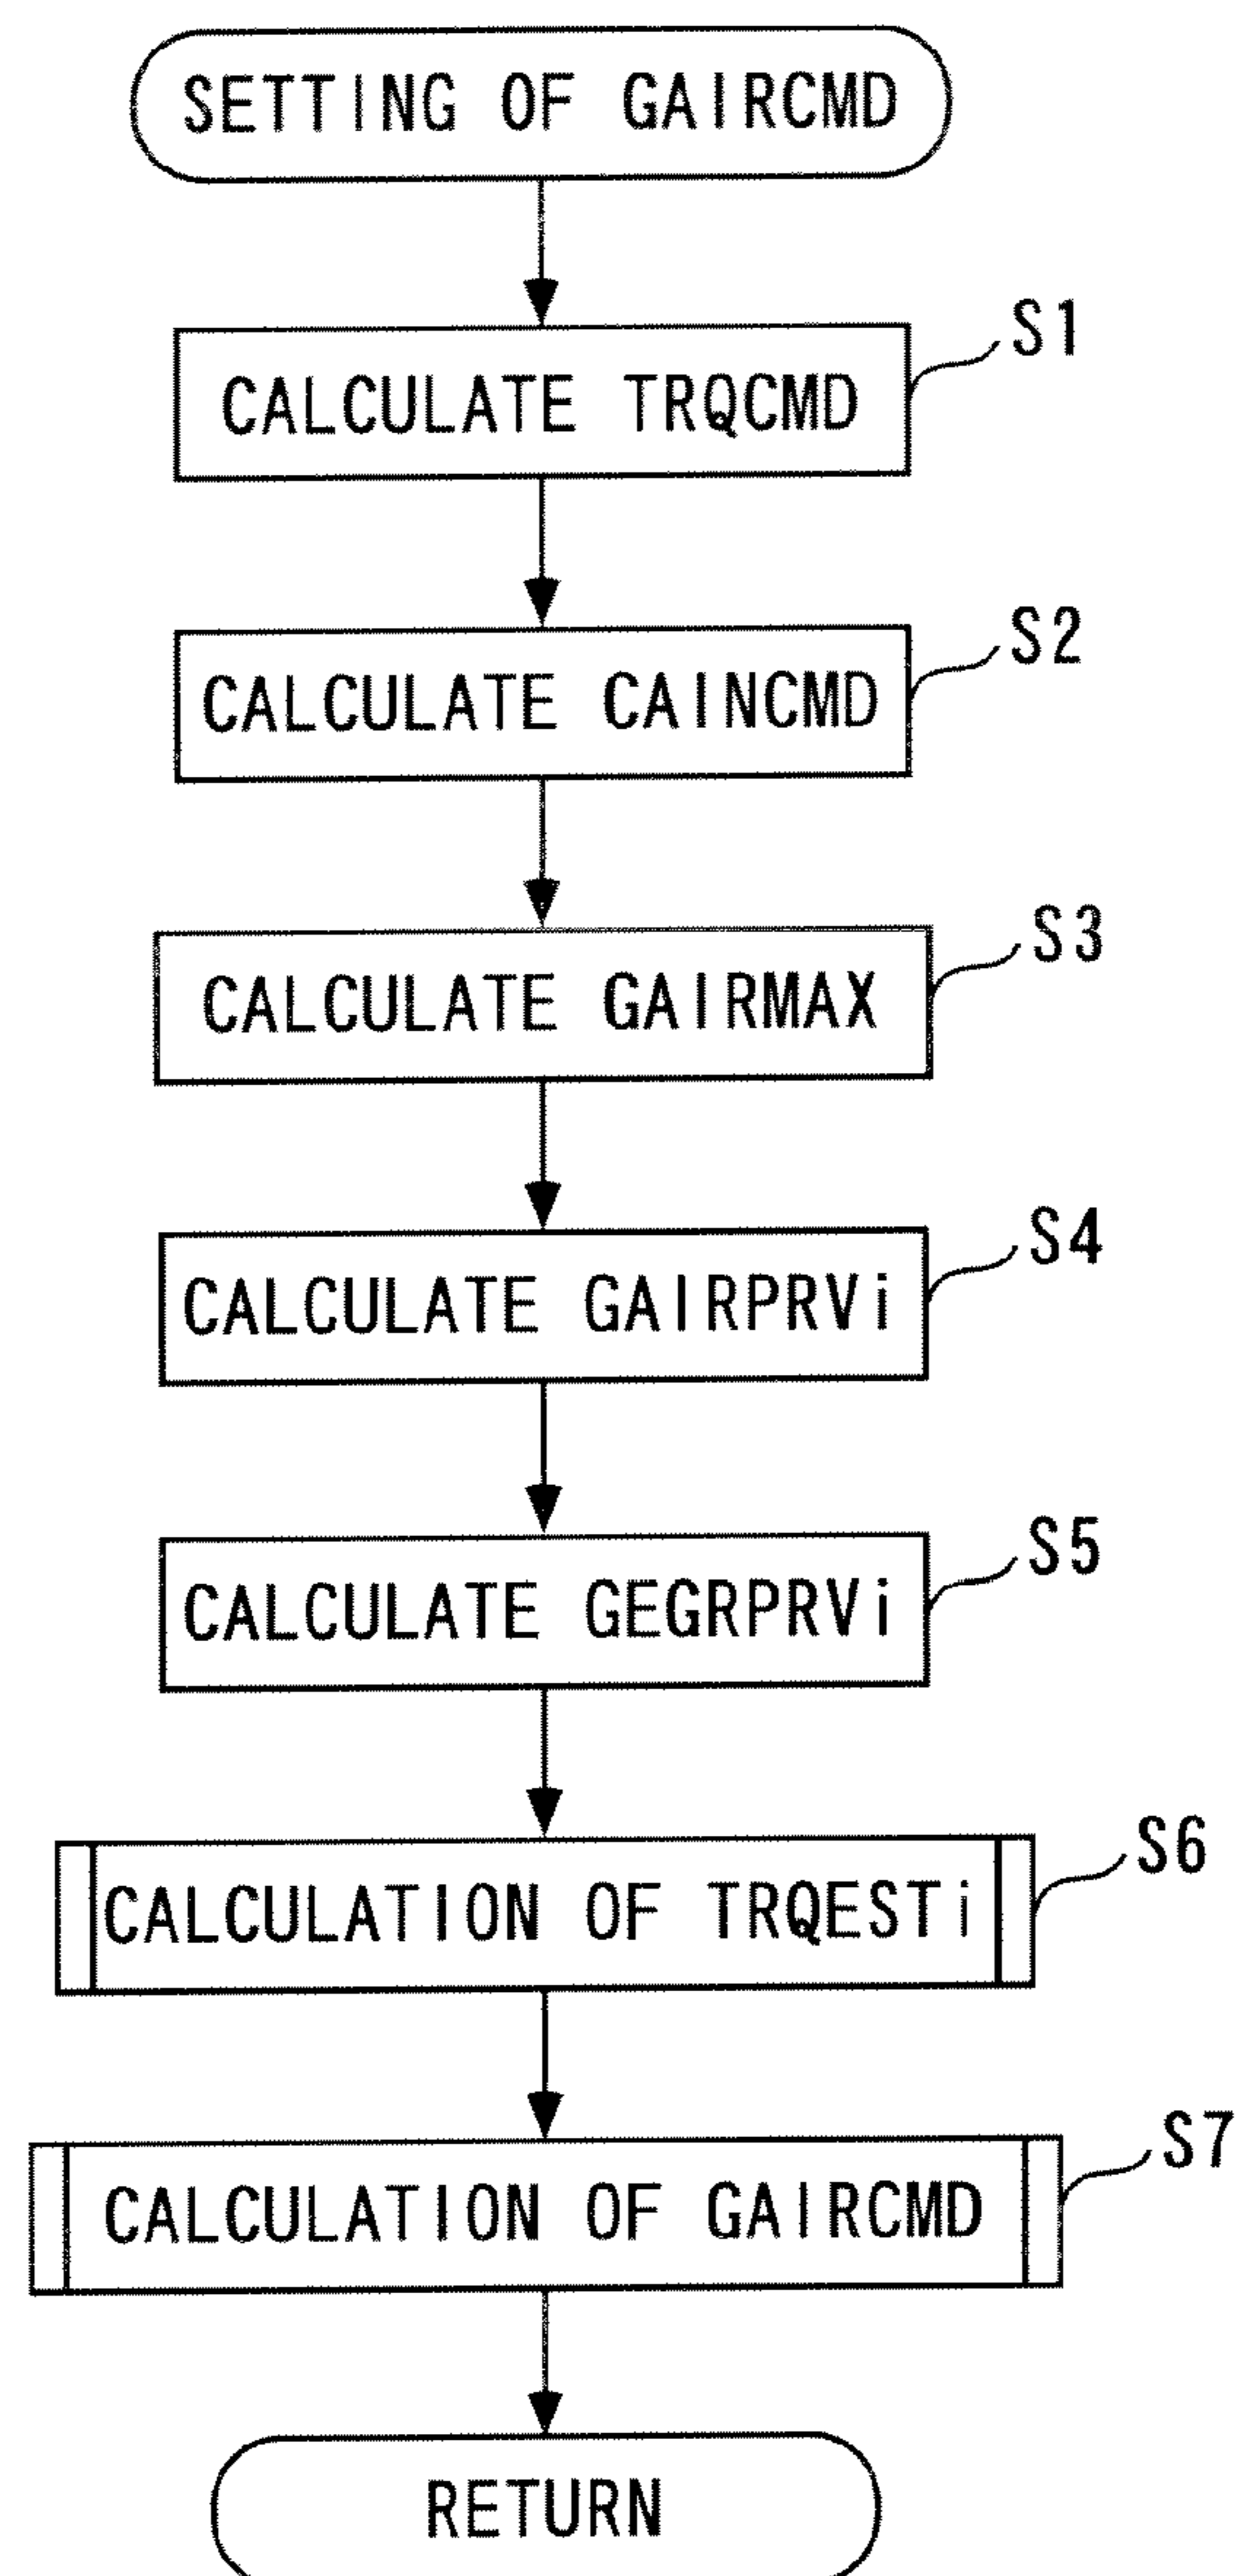 SETTING OF GAIRCMD
S1
CALCULATE TRQCMD
S2
CALCULATE CAINCMD
S3
CALCULATE GAIRMAX
S4
CALCULATE GAIRPRVi
S5
CALCULATE GEGRPRVi
S6
CALCULATION OF TRQESTi
S7
CALCULATION OF GAIRCMD
RETURN